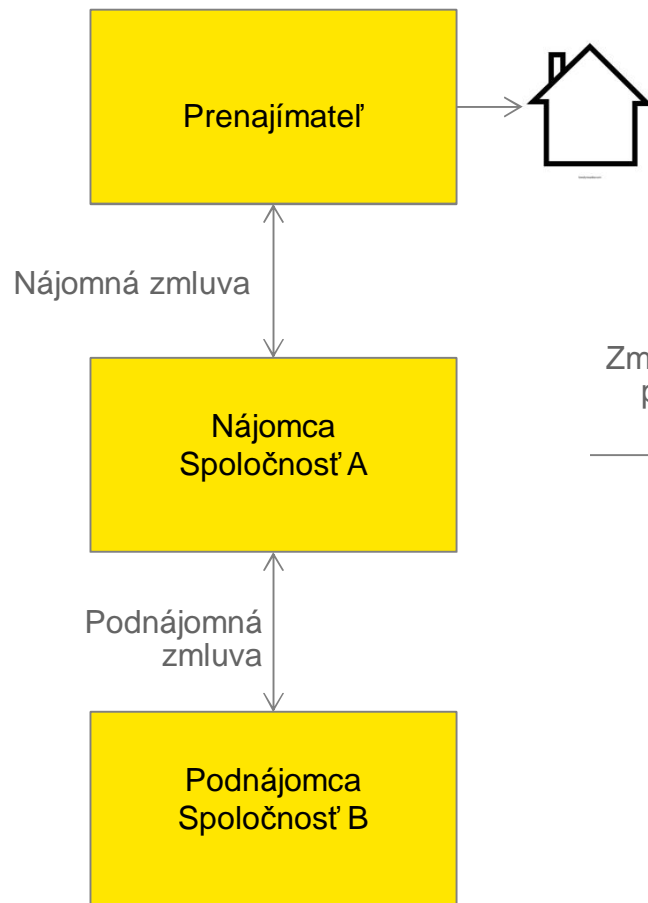 Prenajímateľ
Nájomná zmluva
Nájomca
Spoločnosť A
Podnájomná
zmluva
Podnájomca
Spoločnosť B